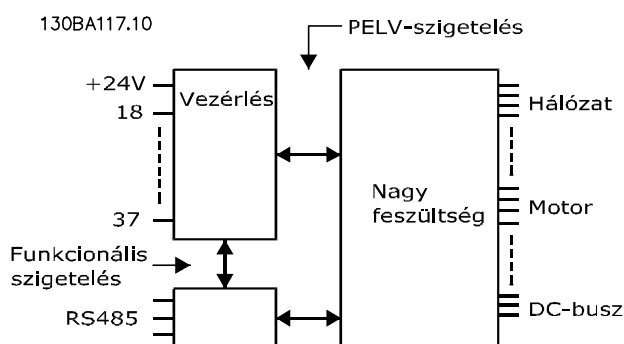 130BA117.10
PELV-szigetelés
+24V
18
37
Vezérlés
Nagy
feszültség
Hálózat
Motor
DC-busz
Funkcionális
szigetelés
RS485